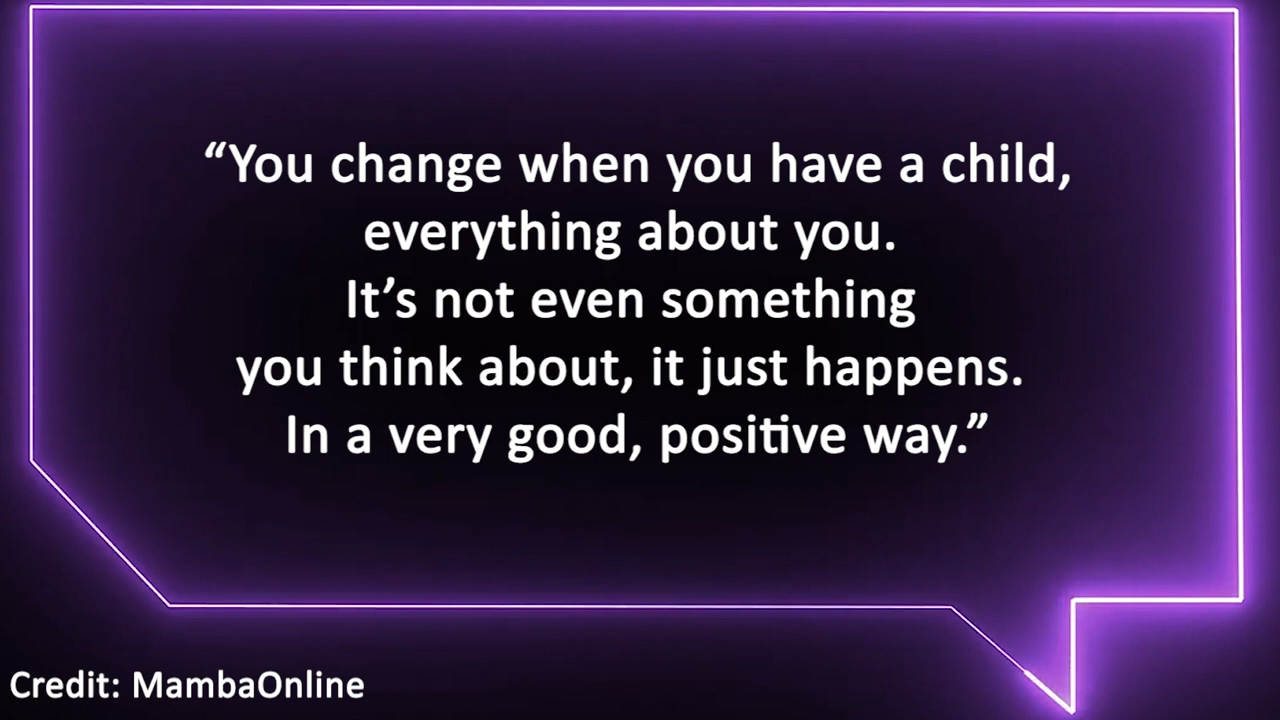 “You change when you have a child,
everything about you.
It’s not even something
you think about, it just happens.
In a very good, positive way.”
Credit: MambaOnline